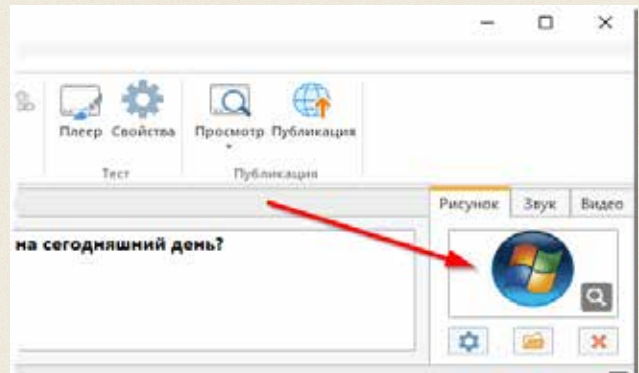 Плеер Свойства Просмотр Публикация
Тест Публикация
Рисунок Звук Видео
на сегодняшний день?